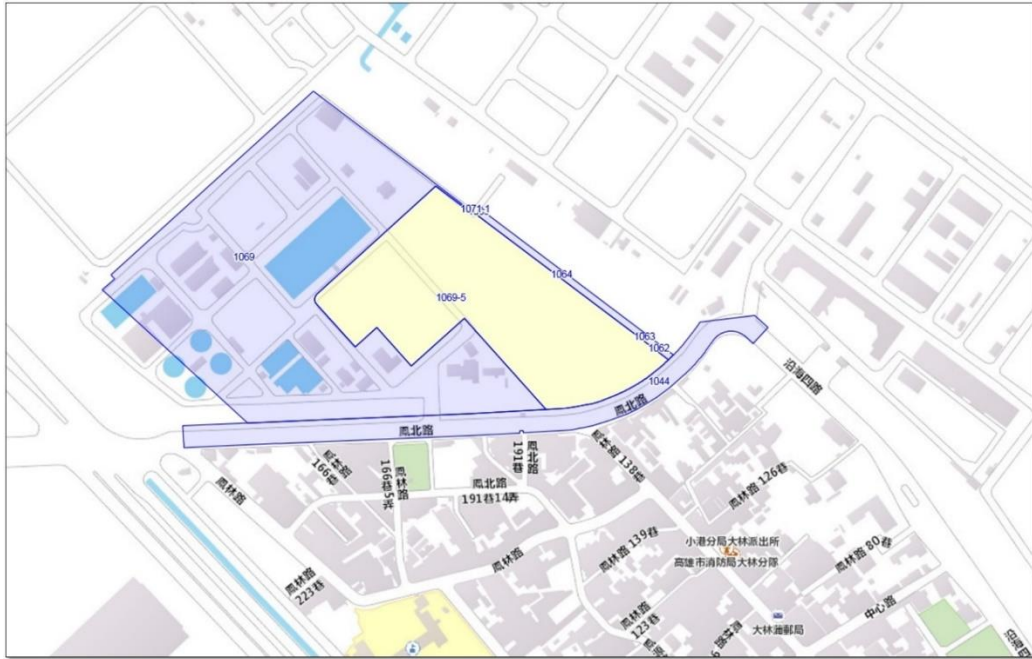 1071-1
1069
1064
1069-5
1063
1062
1044
沿海四路
鳳北路
鳳北路
鳳林路
166巷
鳳林路
166巷5弄
鳳北路
191巷
鳳林路 138巷
鳳林路
鳳北路
191巷14弄
鳳林路 126巷
鳳林路 139巷
小港分局大林派出所
高雄市消防局大林分隊
鳳林路 80巷
鳳林路
鳳林路
223巷
鳳林路
123巷
中心路
大林蒲郵局